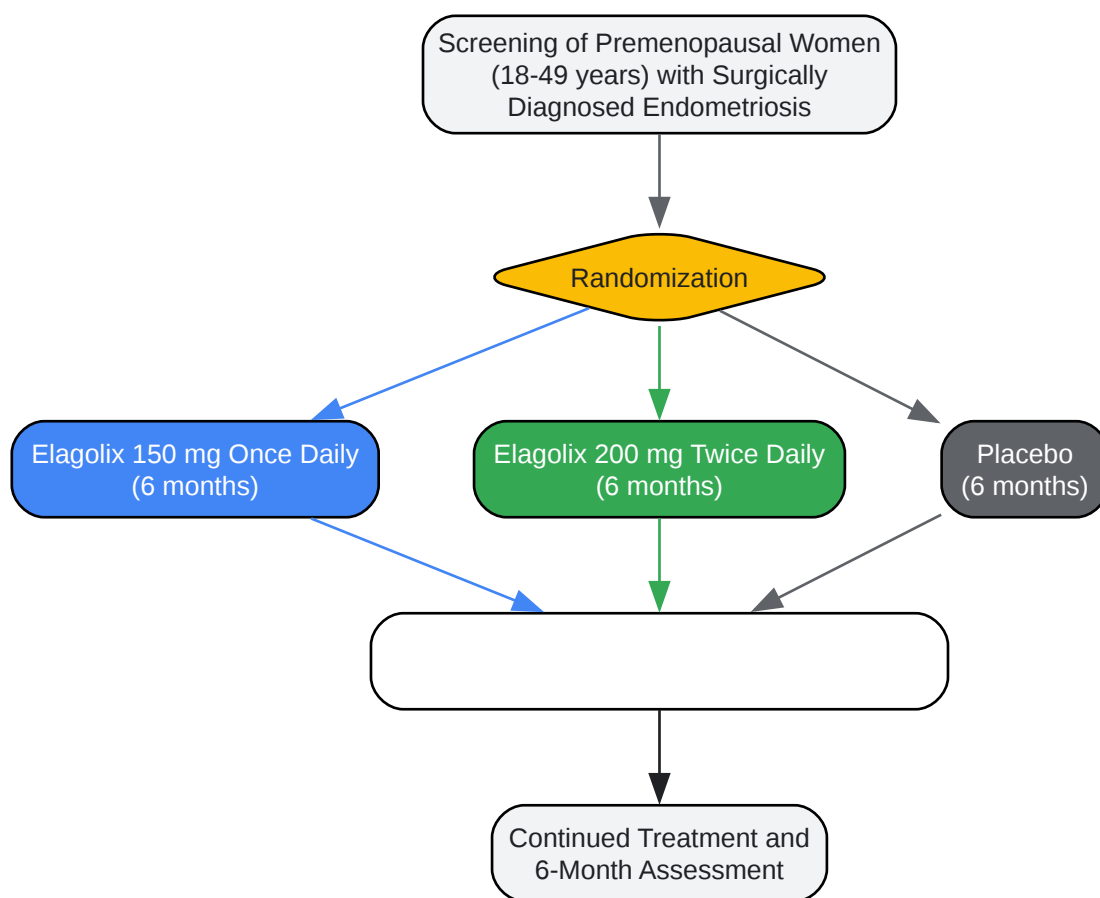 Screening of Premenopausal Women
(18-49 years) with Surgically
Diagnosed Endometriosis
Randomization
Elagolix 150 mg Once Daily
(6 months)
Elagolix 200 mg Twice Daily
(6 months)
Placebo
(6 months)
Continued Treatment and
6-Month Assessment